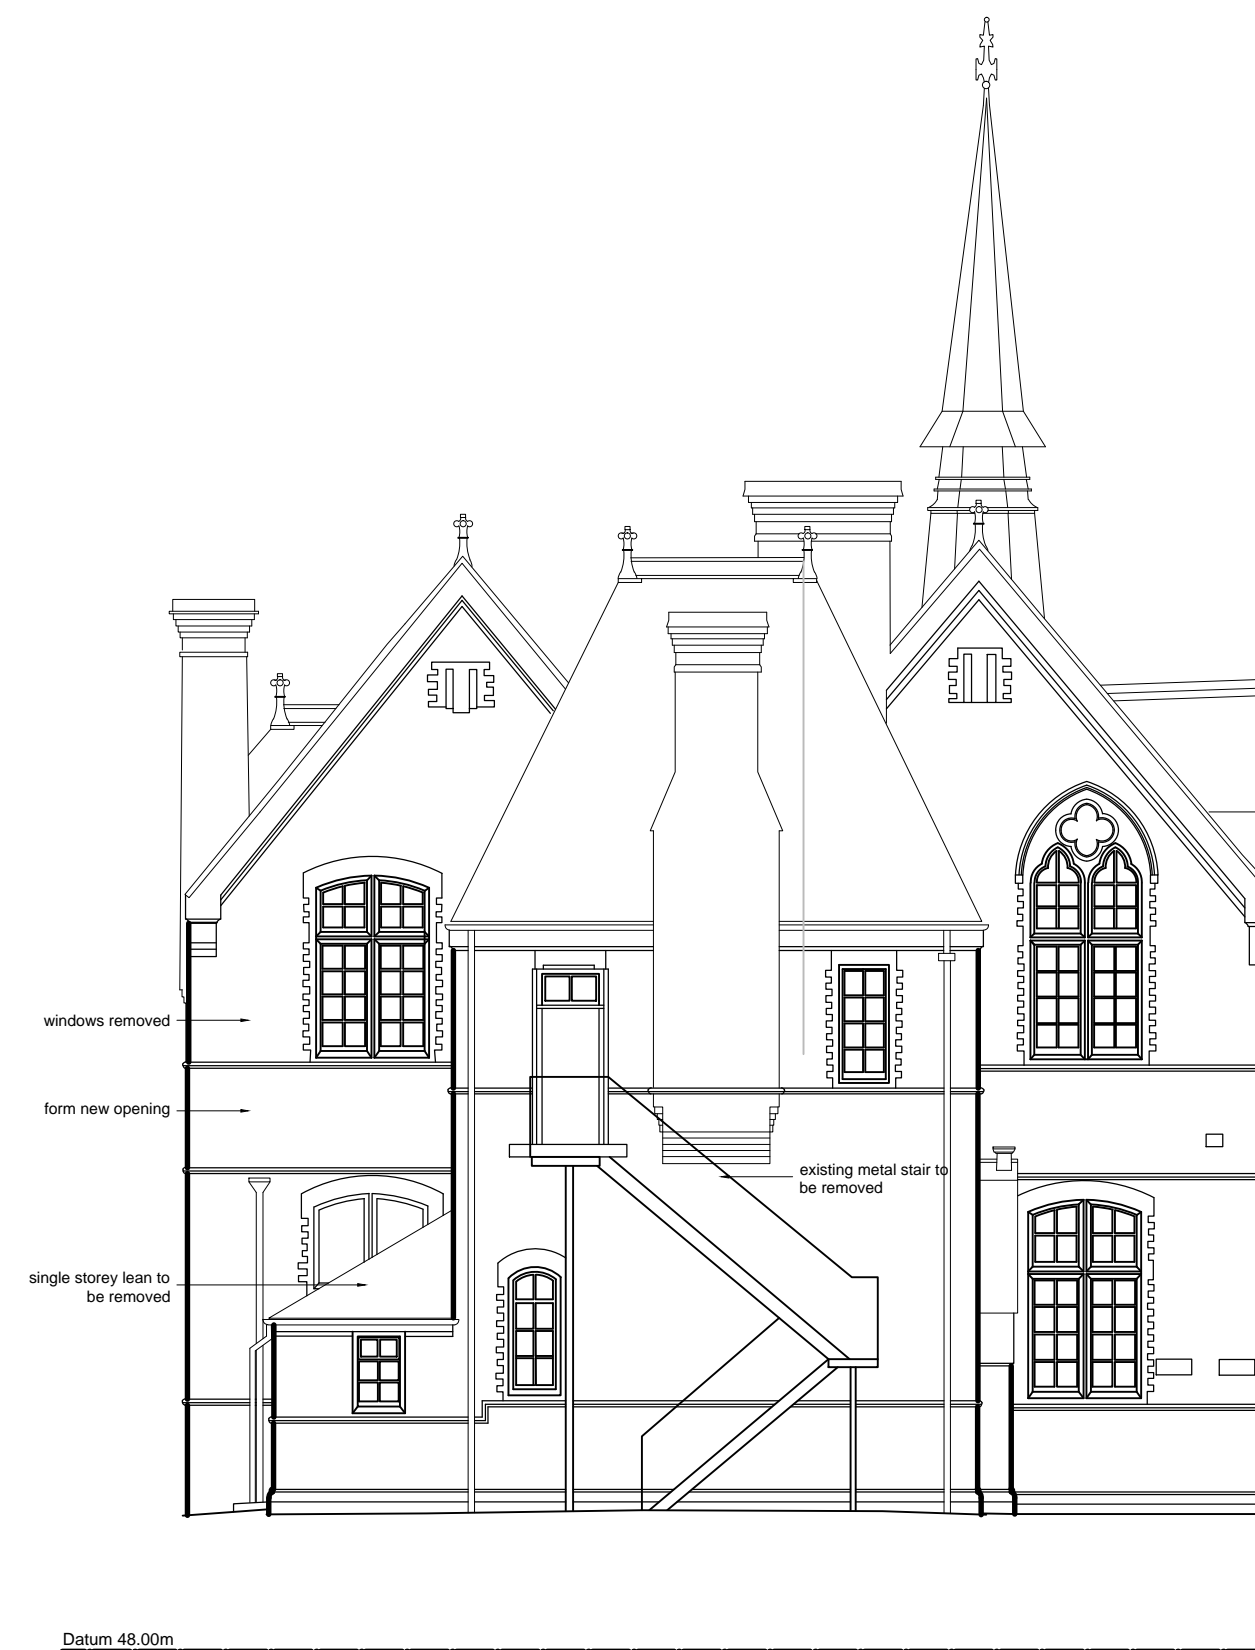 windows removed
form new opening
existing metal stair to
be removed
single storey lean to
be removed
Datum 48.00m